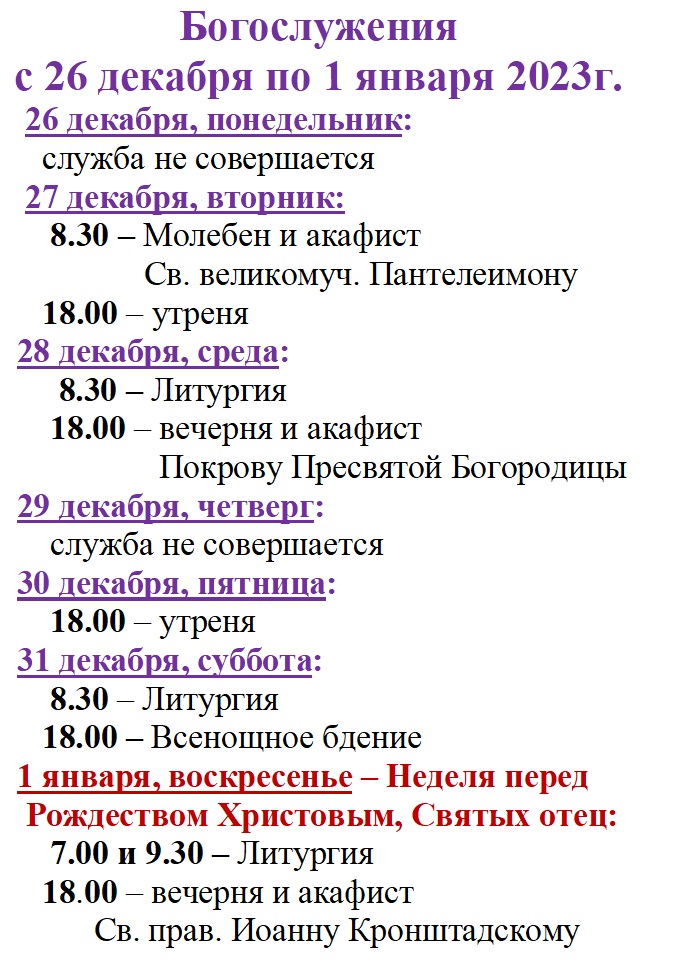 Богослужения
с 26 декабря по 1 января 2023г.
26 декабря, понедельник:
служба не совершается
27 декабря, вторник:
8.30 – Молебен и акафист
Св. великомуч. Пантелеимону
18.00 – утреня
28 декабря, среда:
8.30 – Литургия
18.00 – вечерня и акафист
Покрову Пресвятой Богородицы
29 декабря, четверг:
служба не совершается
30 декабря, пятница:
18.00 – утреня
31 декабря, суббота:
8.30 – Литургия
18.00 – Всенощное бдение
1 января, воскресенье – Неделя перед
Рождеством Христовым, Святых отец:
7.00 и 9.30 – Литургия
18.00 – вечерня и акафист
Св. прав. Иоанну Кронштадскому